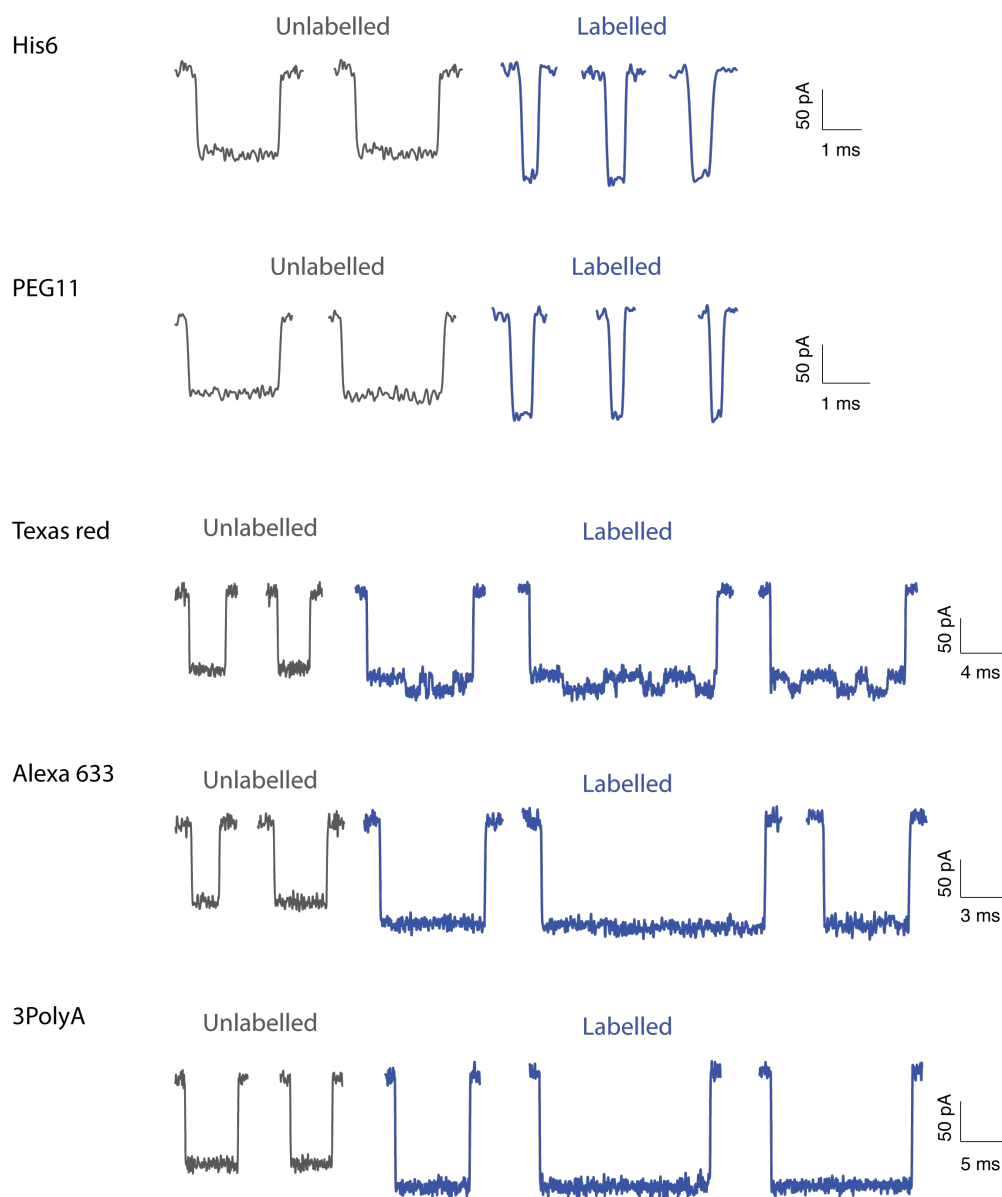 His6
Unlabelled
Labelled
50 pA
1 ms
PEG11
Unlabelled
Labelled
50 pA
1 ms
Texas red
Unlabelled
Labelled
50 pA
4 ms
Alexa 633
Unlabelled
Labelled
50 pA
3 ms
3PolyA
Unlabelled
Labelled
50 pA
5 ms